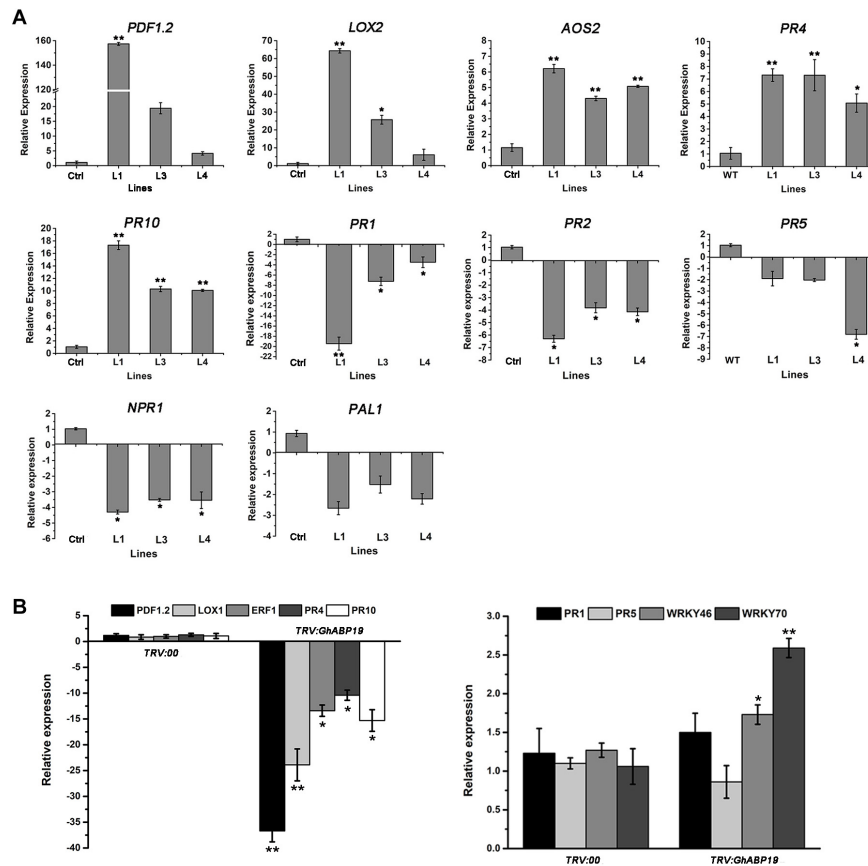 A
PDF1.2
Relative Expression
160
140
120
20
15
10
5
0
**
Ctrl
L1
L3
L4
Lines
LOX2
Relative Expression
70
60
50
40
30
20
10
0
**
*
Ctrl
L1
L3
L4
Lines
AOS2
Relative Expression
7
6
5
4
3
2
1
0
**
**
**
Ctrl
L1
L3
L4
Lines
PR4
Relative Expression
10
9
8
7
6
5
4
3
2
1
0
**
**
*
WT
L1
L3
L4
Lines
PR10
Relative Expression
20
18
16
14
12
10
8
6
4
2
0
**
**
**
Ctrl
L1
L3
L4
Lines
PR1
Relative Expression
2
0
-2
-4
-6
-8
-10
-12
-14
-16
-18
-20
-22
**
*
*
Ctrl
L1
L3
L4
Lines
PR2
Relative Expression
2
1
0
-1
-2
-3
-4
-5
-6
-7
-8
*
*
*
Ctrl
L1
L3
L4
Lines
PR5
Relative Expression
3
2
1
0
-1
-2
-3
-4
-5
-6
-7
-8
-9
*
WT
L1
L3
L4
Lines
NPR1
Relative expression
2
1
0
-1
-2
-3
-4
-5
-6
*
*
*
Ctrl
L1
L3
L4
Lines
PAL1
Relative expression
2
1
0
-1
-2
-3
-4
Ctrl
L1
L3
L4
Lines
B
PDF1.2 LOX1 ERF1 PR4 PR10
Relative expression
5
0
-5
-10
-15
-20
-25
-30
-35
-40
TRV:00
TRV:GhABP19
**
**
*
*
*
PR1 PR5 WRKY46 WRKY70
Relative expression
3.0
2.5
2.0
1.5
1.0
0.5
0.0
*
**
TRV:00
TRV:GhABP19